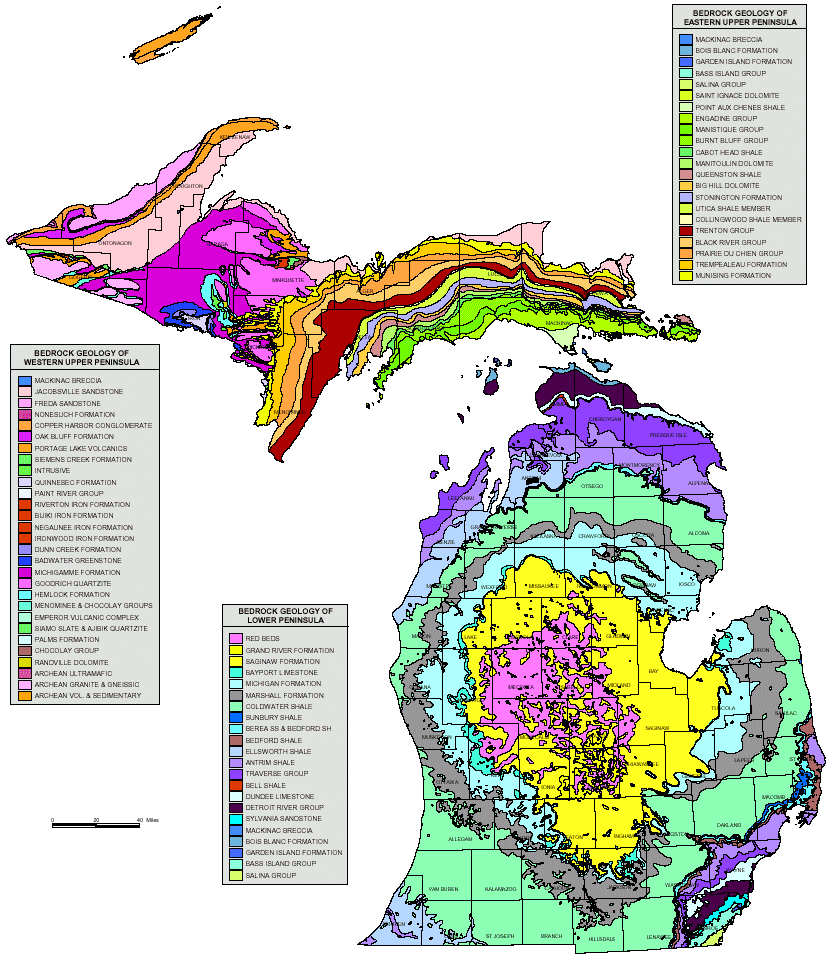 BEDROCK GEOLOGY OF
EASTERN UPPER PENINSULA
MACKINAC BRECCIA
BOIS BLANC FORMATION
GARDEN ISLAND FORMATION
BASS ISLAND GROUP
SALINA GROUP
SAINT IGNACE DOLOMITE
POINT AUX CHENES SHALE
ENGADINE GROUP
MANISTIQUE GROUP
BURNT BLUFF GROUP
CABOT HEAD SHALE
MANITOULIN DOLOMITE
QUEENSTON SHALE
BIG HILL DOLOMITE
STONINGTON FORMATION
UTICA SHALE MEMBER
COLLINGWOOD SHALE MEMBER
TRENTON GROUP
BLACK RIVER GROUP
PRAIRIE DU CHIEN GROUP
TREMPEALEAU FORMATION
MUNISING FORMATION
ONTONAGON
MARQUETTE
MACKINAC
BEDROCK GEOLOGY OF
WESTERN UPPER PENINSULA
MACKINAC BRECCIA
JACOBSVILLE SANDSTONE
FREDA SANDSTONE
NONESUCH FORMATION
COPPER HARBOR CONGLOMERATE
OAK BLUFF FORMATION
PORTAGE LAKE VOLCANICS
SIEMENS CREEK FORMATION
INTRUSIVE
QUINNESEC FORMATION
PAINT RIVER GROUP
RIVERTON IRON FORMATION
BIJIKI IRON FORMATION
NEGAUNEE IRON FORMATION
IRONWOOD IRON FORMATION
DUNN CREEK FORMATION
BADWATER GREENSTONE
MICHIGAMME FORMATION
GOODRICH QUARTZITE
HEMLOCK FORMATION
MENOMINEE & CHOCOLAY GROUPS
EMPEROR VULCANIC COMPLEX
SIAMO SLATE & AJIBIK QUARTZITE
PALMS FORMATION
CHOCOLAY GROUP
RANDVILLE DOLOMITE
ARCHEAN ULTRAMAFIC
ARCHEAN GRANITE & GNEISSIC
ARCHEAN VOL. & SEDIMENTARY
CHEBOYGAN
PRESQUE ISLE
OTSEGO
MONTMORENCY
ALPENA
LEELANAU
ALCONA
IOSCO
MISSAUKEE
LAKE
BAY
HURON
MIDLAND
MECOSTA
TUSCOLA
SAGINAW
IONIA
MACOMB
OAKLAND
ALLEGAN
INGHAM
VAN BUREN
KALAMAZOO
ST JOSEPH
BRANCH
HILLSDALE
BEDROCK GEOLOGY OF
LOWER PENINSULA
RED BEDS
GRAND RIVER FORMATION
SAGINAW FORMATION
BAYPORT LIMESTONE
MICHIGAN FORMATION
MARSHALL FORMATION
COLDWATER SHALE
SUNBURY SHALE
BEREA SS & BEDFORD SH
BEDFORD SHALE
ELLSWORTH SHALE
ANTRIM SHALE
TRAVERSE GROUP
BELL SHALE
DUNDEE LIMESTONE
DETROIT RIVER GROUP
SYLVANIA SANDSTONE
MACKINAC BRECCIA
BOIS BLANC FORMATION
GARDEN ISLAND FORMATION
BASS ISLAND GROUP
SALINA GROUP
0 20 40 Miles